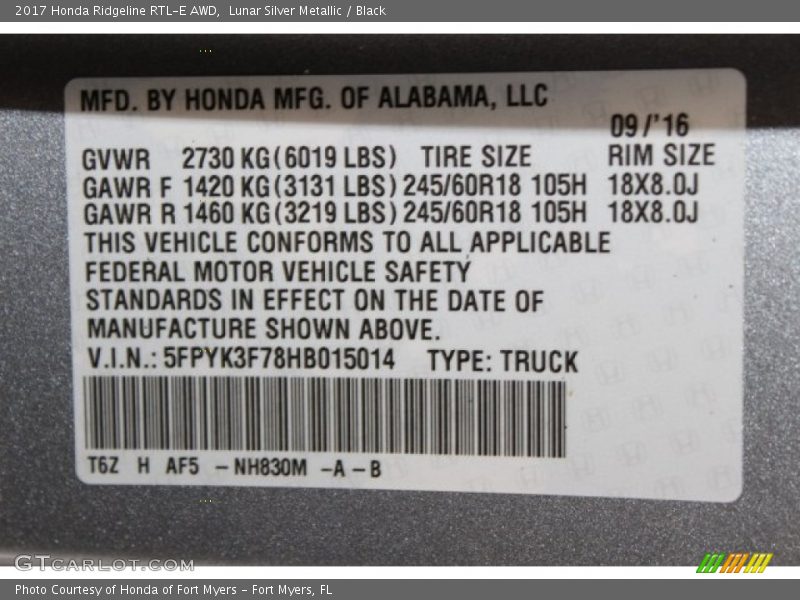 2017 Honda Ridgeline RTL-E AWD,  Lunar Silver Metallic / Black
MFD. BY HONDA MFG. OF ALABAMA, LLC
09/'16
GVWR 2730 KG(6019 LBS) TIRE SIZE RIM SIZE
GAWR F 1420 KG(3131 LBS) 245/60R18 105H 18X8.0J
GAWR R 1460 KG(3219 LBS) 245/60R18 105H 18X8.0J
THIS VEHICLE CONFORMS TO ALL APPLICABLE
FEDERAL MOTOR VEHICLE SAFETY
STANDARDS IN EFFECT ON THE DATE OF
MANUFACTURE SHOWN ABOVE.
V.I.N.: 5FPYK3F78HB015014 TYPE: TRUCK
T6Z H AF5 -NH830M -A-B
GTCARLOT.COM
Photo Courtesy of Honda of Fort Myers - Fort Myers, FL